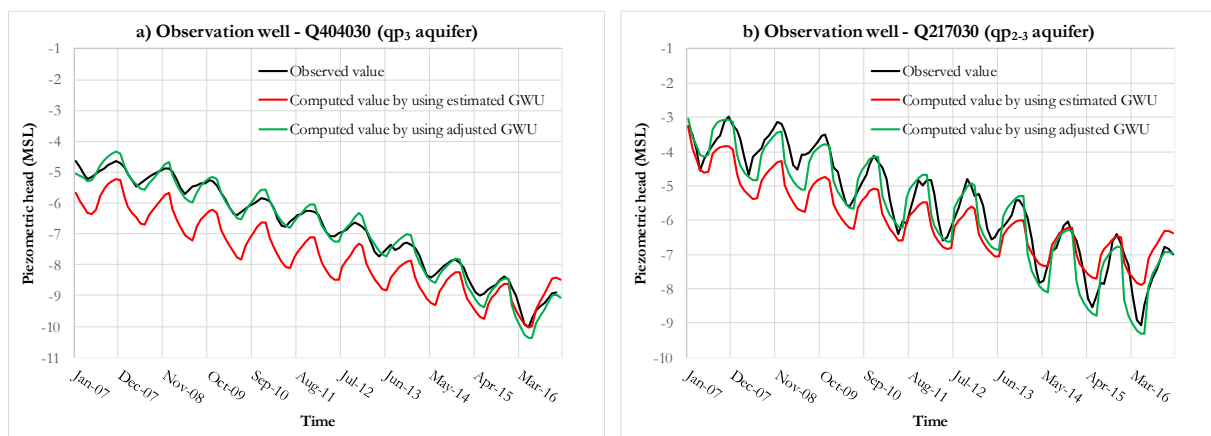 a) Observation well - Q404030 (qp3 aquifer)
Observed value
Computed value by using estimated GWU
Computed value by using adjusted GWU
Piezometric head (MSL)
-1
-2
-3
-4
-5
-6
-7
-8
-9
-10
-11
Jan-07
Dec-07
Nov-08
Oct-09
Sep-10
Aug-11
Jul-12
Jun-13
May-14
Apr-15
Mar-16
Time
b) Observation well - Q217030 (qp2-3 aquifer)
Observed value
Computed value by using estimated GWU
Computed value by using adjusted GWU
Piezometric head (MSL)
-1
-2
-3
-4
-5
-6
-7
-8
-9
-10
Jan-07
Dec-07
Nov-08
Oct-09
Sep-10
Aug-11
Jul-12
Jun-13
May-14
Apr-15
Mar-16
Time